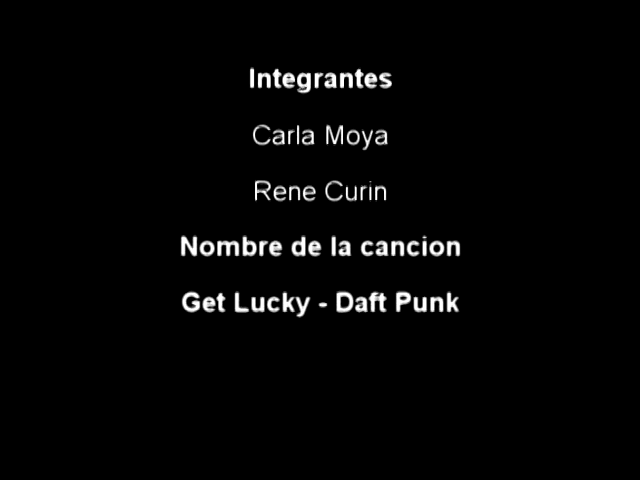 Integrantes
Carla Moya
Rene Curin
Nombre de la cancion
Get Lucky - Daft Punk